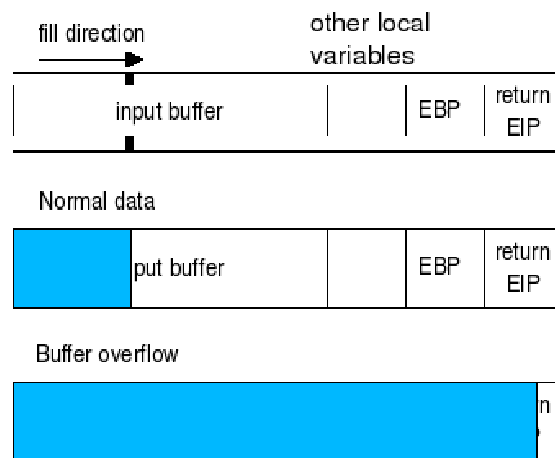 fill direction
other local
variables
input buffer
EBP
return
EIP
Normal data
put buffer
EBP
return
EIP
Buffer overflow
n